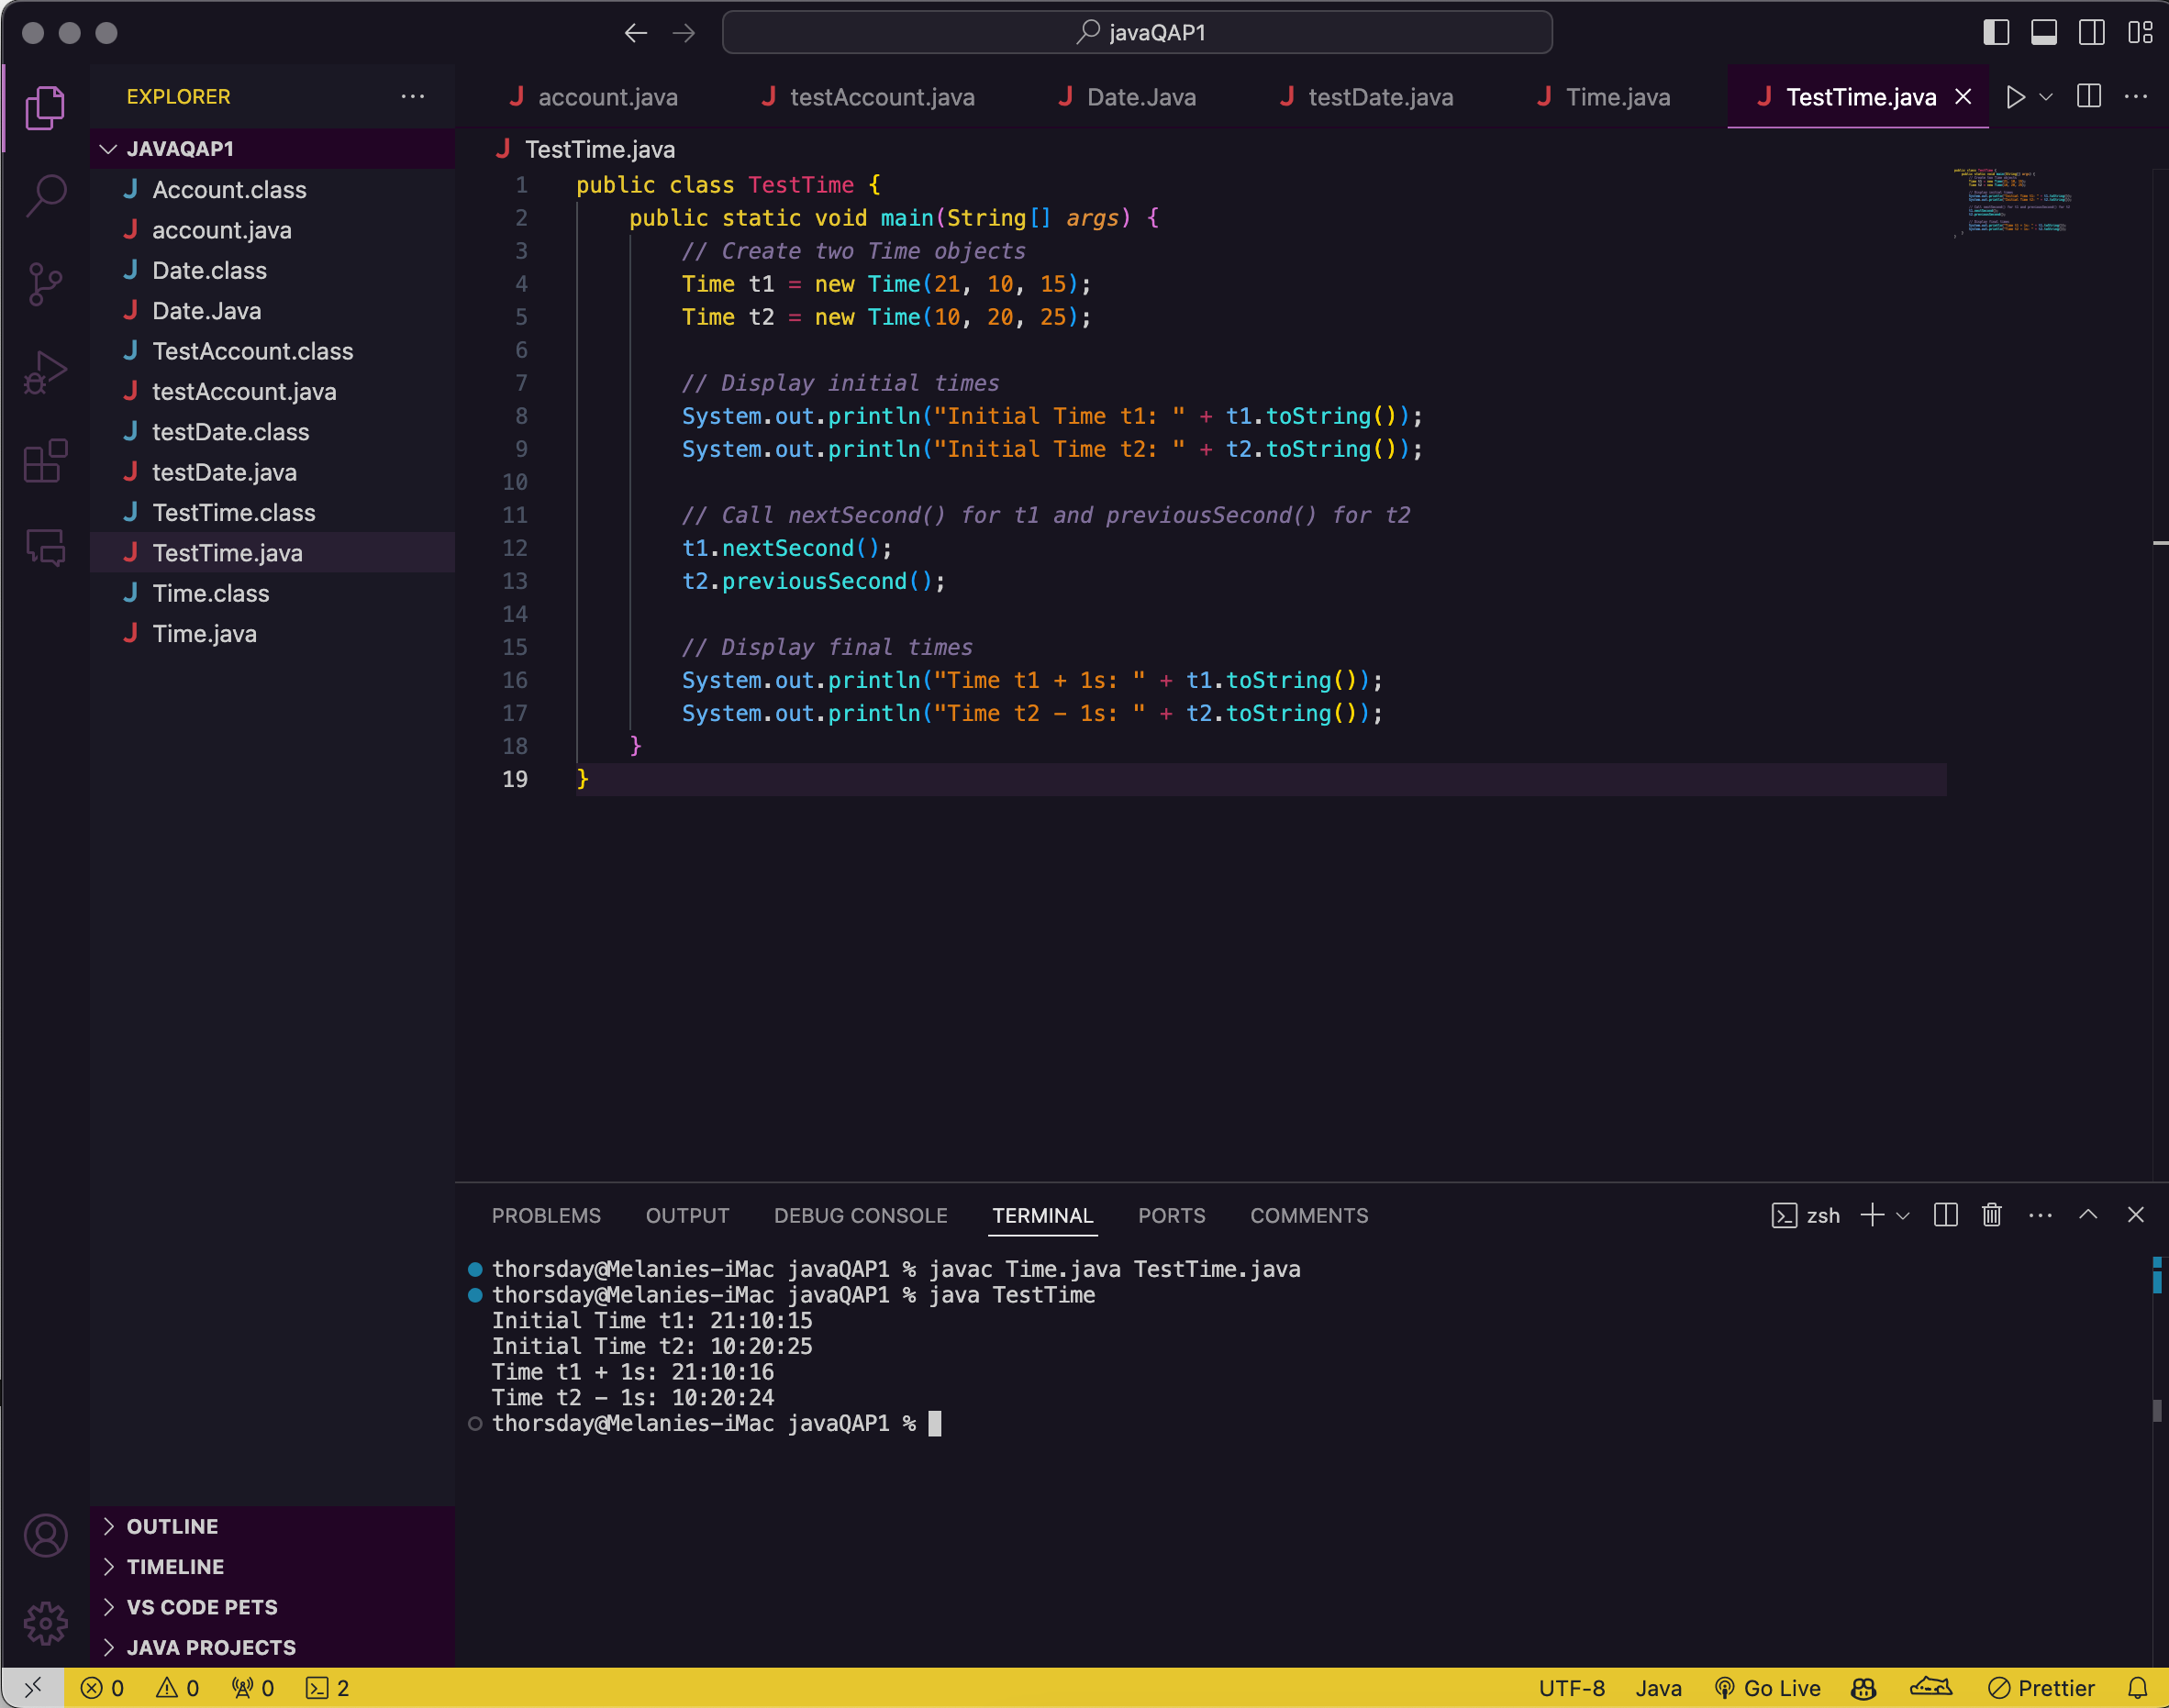 javaQAP1
EXPLORER
JAVAQAP1
Account.class
account.java
Date.class
Date.Java
TestAccount.class
testAccount.java
testDate.class
testDate.java
TestTime.class
TestTime.java
Time.class
Time.java
OUTLINE
TIMELINE
VS CODE PETS
JAVA PROJECTS
account.java testAccount.java Date.Java testDate.java Time.java TestTime.java
TestTime.java
1 public class TestTime {
2 public static void main(String[] args) {
3 // Create two Time objects
4 Time t1 = new Time(21, 10, 15);
5 Time t2 = new Time(10, 20, 25);
6
7 // Display initial times
8 System.out.println("Initial Time t1: " + t1.toString());
9 System.out.println("Initial Time t2: " + t2.toString());
10
11 // Call nextSecond() for t1 and previousSecond() for t2
12 t1.nextSecond();
13 t2.previousSecond();
14
15 // Display final times
16 System.out.println("Time t1 + 1s: " + t1.toString());
17 System.out.println("Time t2 - 1s: " + t2.toString());
18 }
19 }
PROBLEMS OUTPUT DEBUG CONSOLE TERMINAL PORTS COMMENTS zsh
thorsday@Melanies-iMac javaQAP1 % javac Time.java TestTime.java
thorsday@Melanies-iMac javaQAP1 % java TestTime
Initial Time t1: 21:10:15
Initial Time t2: 10:20:25
Time t1 + 1s: 21:10:16
Time t2 - 1s: 10:20:24
thorsday@Melanies-iMac javaQAP1 %
0 0 0 2 UTF-8 Java Go Live Prettier